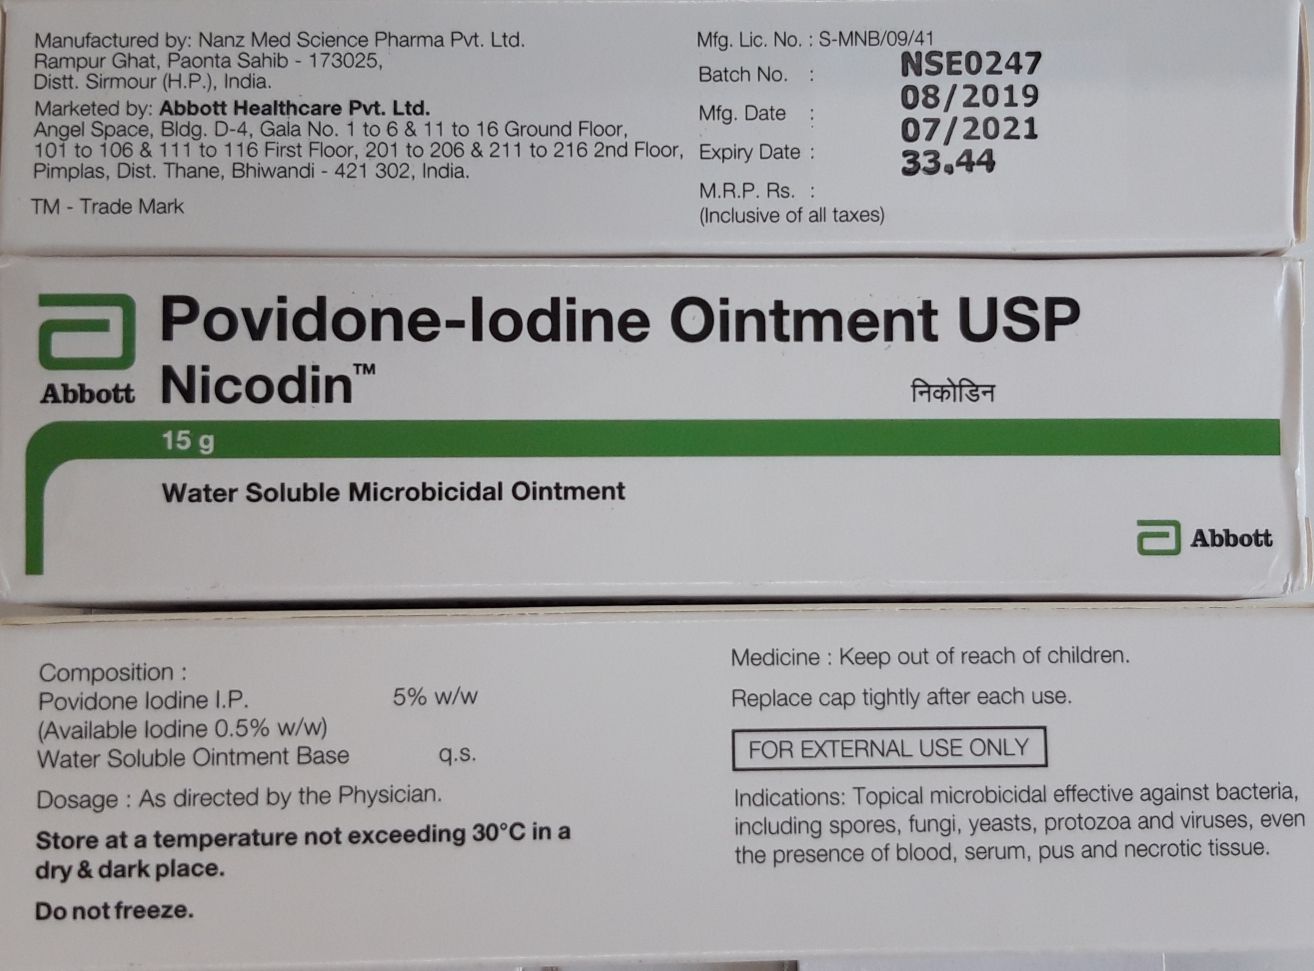 Manufactured by: Nanz Med Science Pharma Pvt. Ltd.
Rampur Ghat, Paonta Sahib - 173025,
Distt. Sirmour (H.P.), India.
Marketed by: Abbott Healthcare Pvt. Ltd.
Angel Space, Bldg. D-4, Gala No. 1 to 6 & 11 to 16 Ground Floor,
101 to 106 & 111 to 116 First Floor, 201 to 206 & 211 to 216 2nd Floor,
Pimplas, Dist. Thane, Bhiwandi - 421 302, India.
TM - Trade Mark
Mfg. Lic. No. : S-MNB/09/41
Batch No. : NSE0247
Mfg. Date : 08/2019
Expiry Date : 07/2021
M.R.P. Rs. : 33.44
(Inclusive of all taxes)
Abbott
Povidone-Iodine Ointment USP
Nicodin™
निकोडिन
15 g
Water Soluble Microbicidal Ointment
Abbott
Composition :
Povidone Iodine I.P. 5% w/w
(Available Iodine 0.5% w/w)
Water Soluble Ointment Base q.s.
Dosage : As directed by the Physician.
Store at a temperature not exceeding 30°C in a
dry & dark place.
Do not freeze.
Medicine : Keep out of reach of children.
Replace cap tightly after each use.
FOR EXTERNAL USE ONLY
Indications: Topical microbicidal effective against bacteria,
including spores, fungi, yeasts, protozoa and viruses, even
the presence of blood, serum, pus and necrotic tissue.